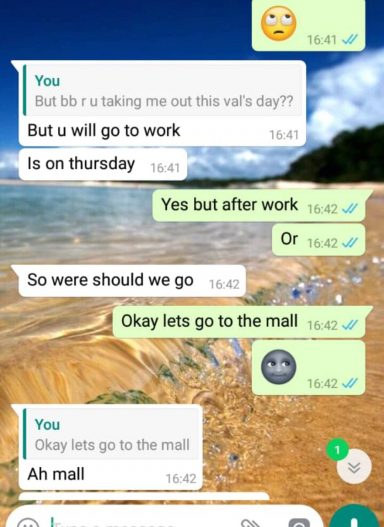 16:41
You
But bb r u taking me out this val's day??
But u will go to work
16:41
Is on thursday 16:41
Yes but after work 16:42
Or 16:42
So were should we go 16:42
Okay lets go to the mall 16:42
16:42
You
Okay lets go to the mall
Ah mall
16:42
1
Type a message